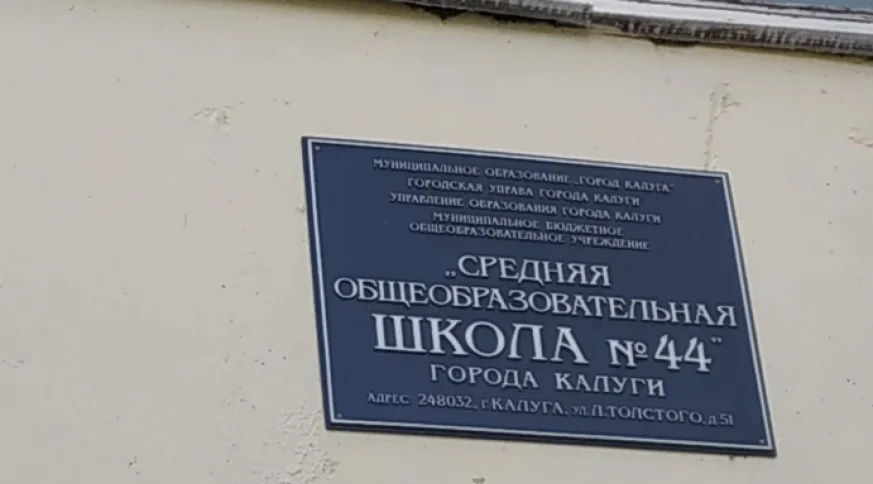 МУНИЦИПАЛЬНОЕ ОБРАЗОВАНИЕ „ГОРОД КАЛУГА"
ГОРОДСКАЯ УПРАВА ГОРОДА КАЛУГИ
УПРАВЛЕНИЕ ОБРАЗОВАНИЯ ГОРОДА КАЛУГИ
МУНИЦИПАЛЬНОЕ БЮДЖЕТНОЕ
ОБЩЕОБРАЗОВАТЕЛЬНОЕ УЧРЕЖДЕНИЕ
„СРЕДНЯЯ
ОБЩЕОБРАЗОВАТЕЛЬНАЯ
ШКОЛА №44"
ГОРОДА КАЛУГИ
АДРЕС 248032, г.КАЛУГА, ул.Л.ТОЛСТОГО, д.51